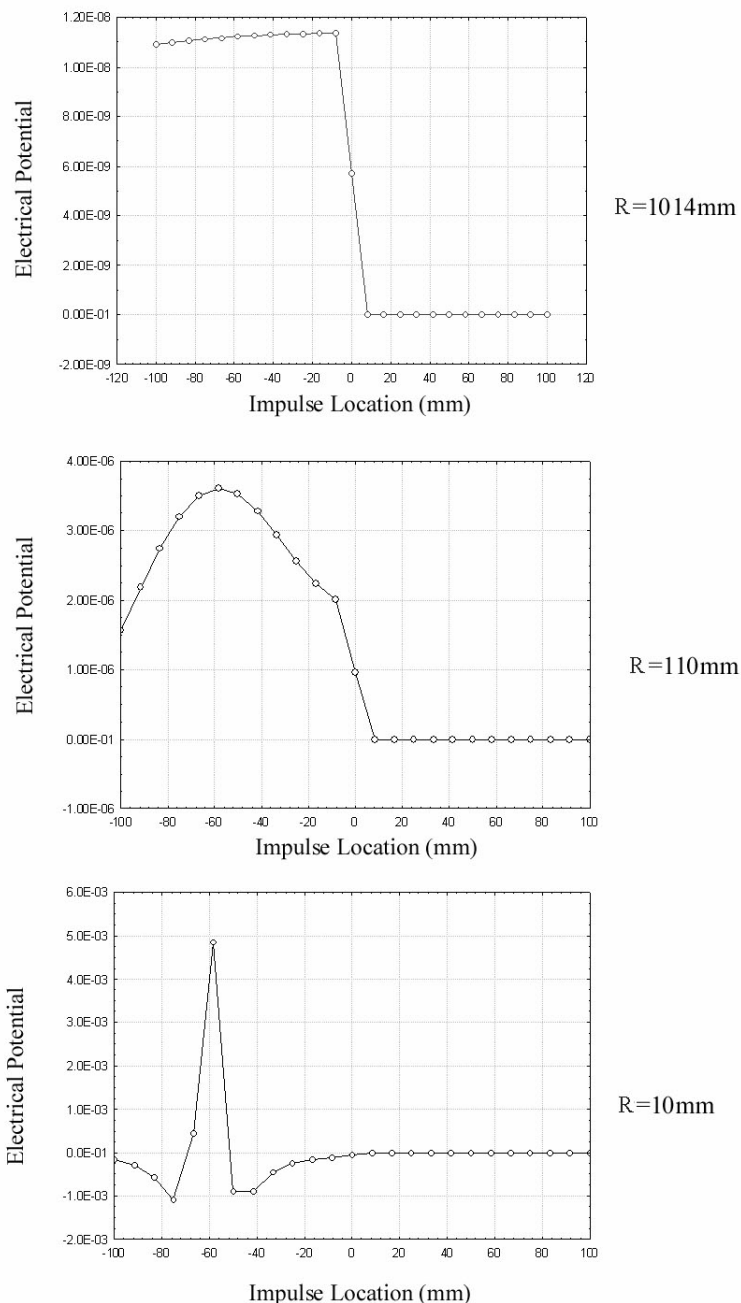 1.20E-08
1.00E-08
8.00E-09
6.00E-09
4.00E-09
2.00E-09
0.00E-01
-2.00E-09
Electrical Potential
-120 -100 -80 -60 -40 -20 0 20 40 60 80 100 120
Impulse Location (mm)
R=1014mm
4.00E-06
3.00E-06
2.00E-06
1.00E-06
0.00E-01
-1.00E-06
Electrical Potential
-100 -80 -60 -40 -20 0 20 40 60 80 100
Impulse Location (mm)
R=110mm
6.0E-03
5.0E-03
4.0E-03
3.0E-03
2.0E-03
1.0E-03
0.0E-01
-1.0E-03
-2.0E-03
Electrical Potential
-100 -80 -60 -40 -20 0 20 40 60 80 100
Impulse Location (mm)
R=10mm